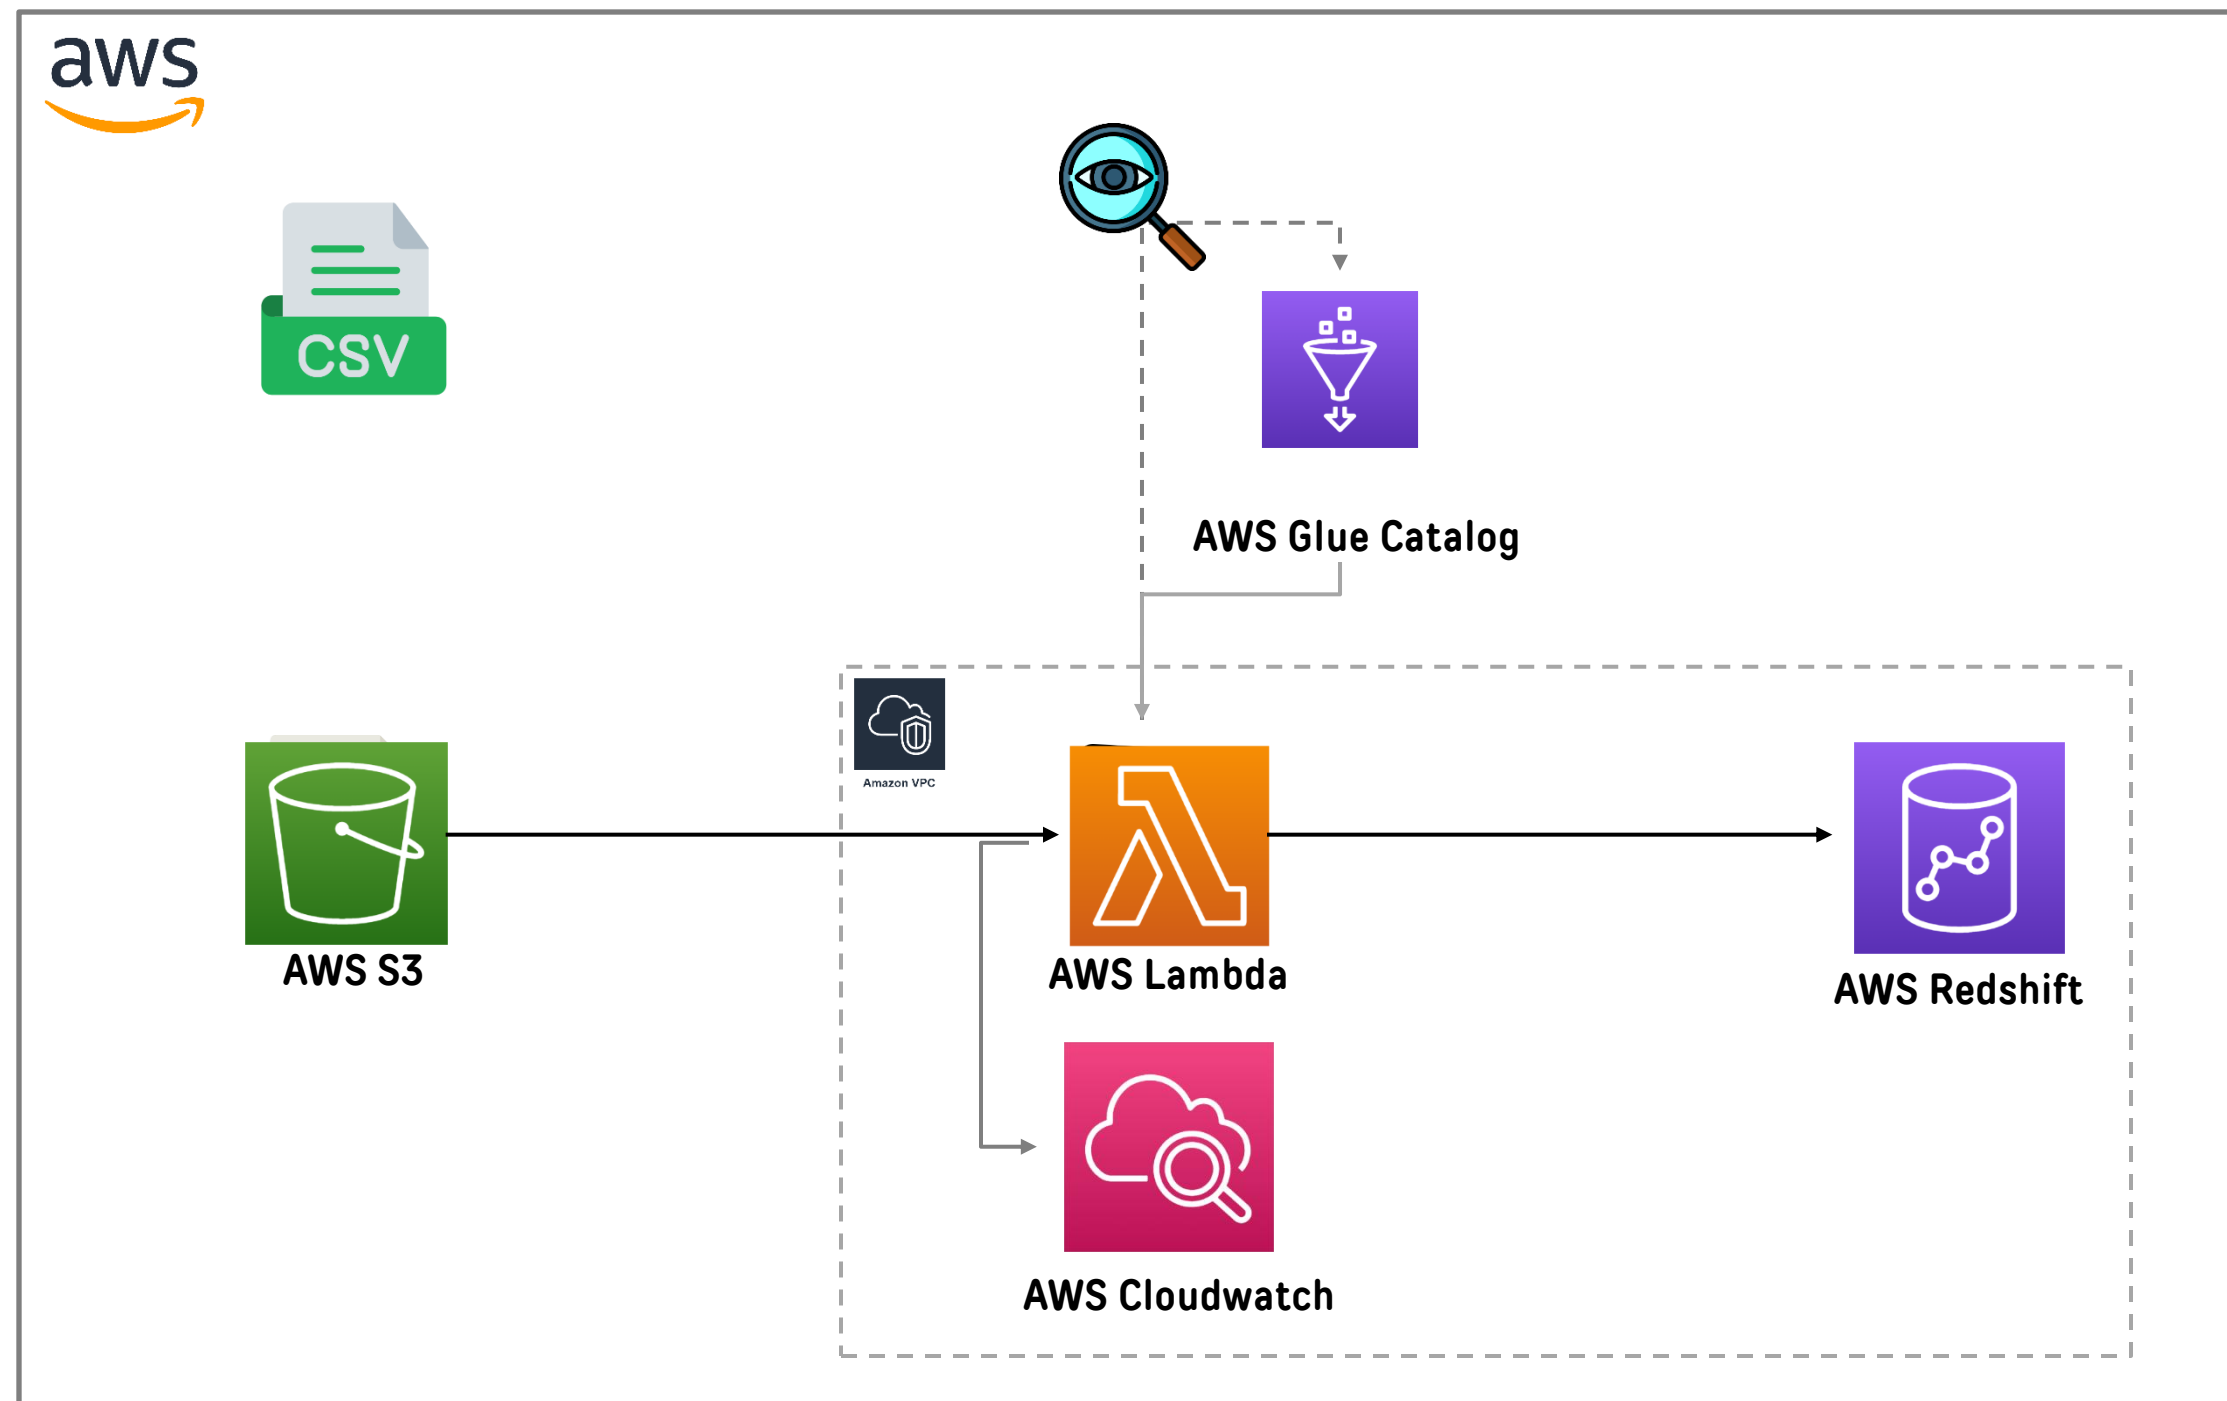 aws
CSV
AWS Glue Catalog
Amazon VPC
AWS S3
AWS Lambda
AWS Redshift
AWS Cloudwatch